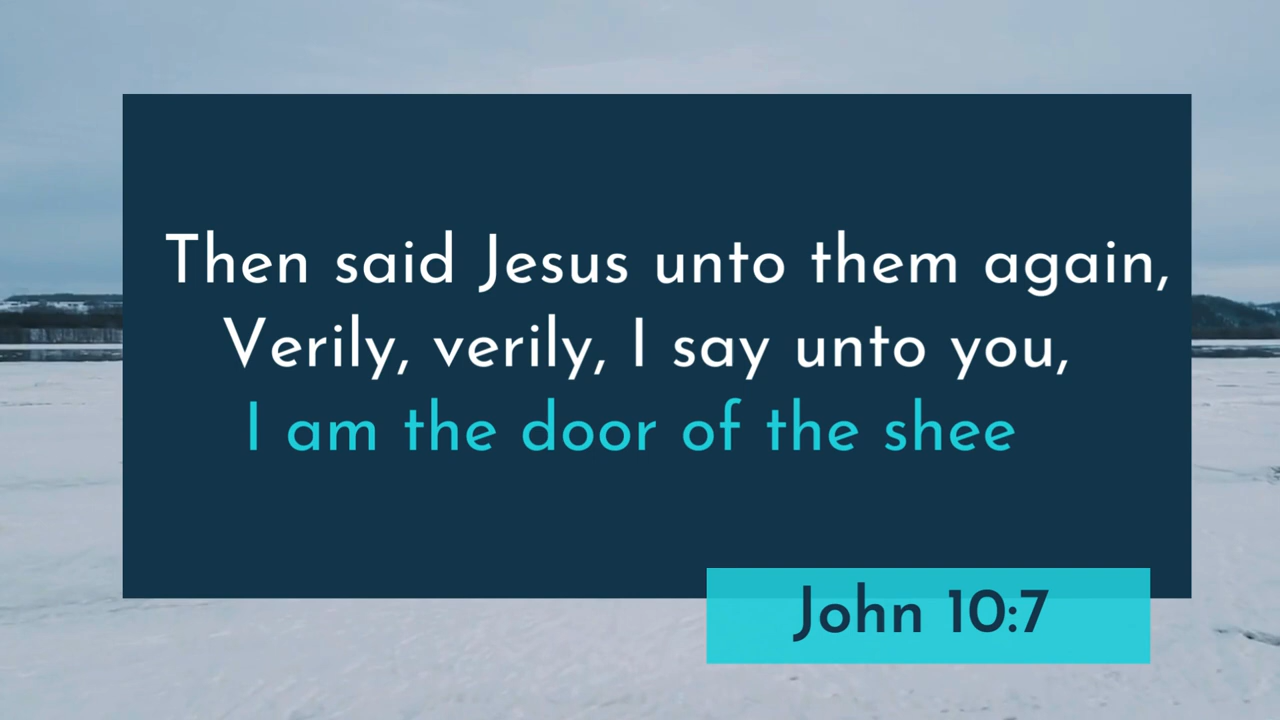 Then said Jesus unto them again,
Verily, verily, I say unto you,
I am the door of the shee
John 10:7